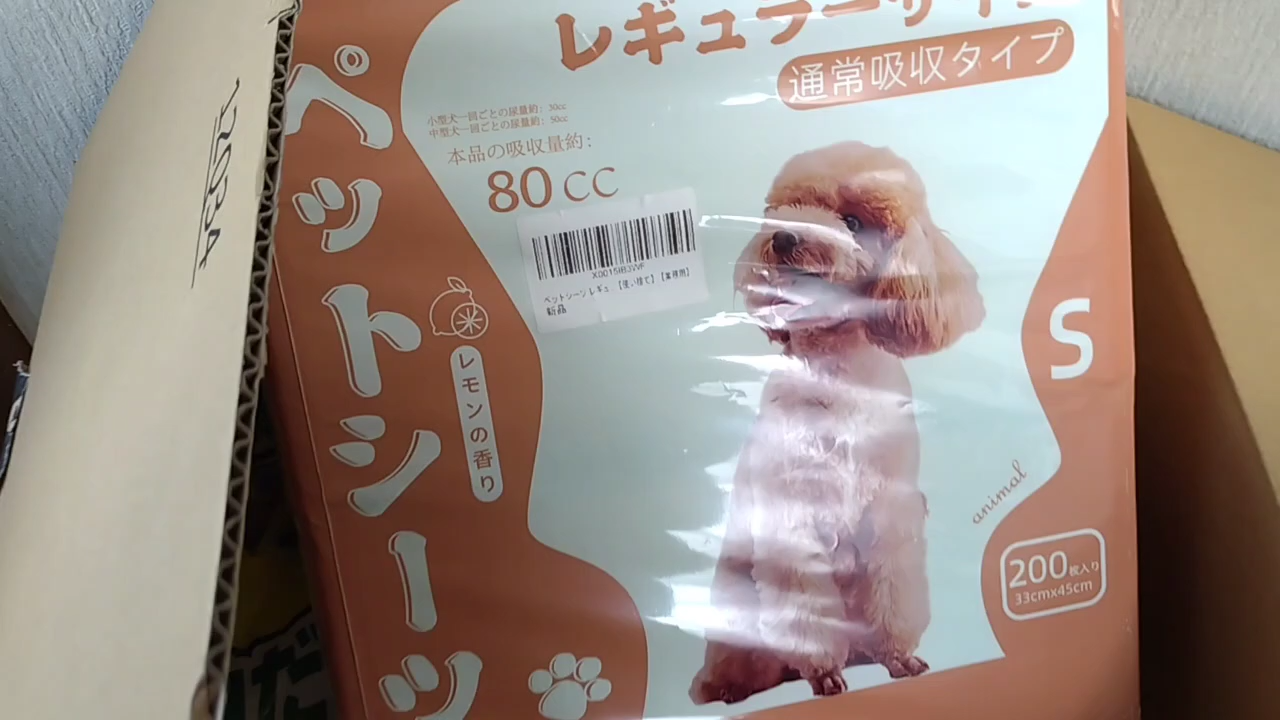 レギュラーサイズ
通常吸収タイプ
ペットシーツ
小型犬一回ごとの尿量約: 30cc
中型犬一回ごとの尿量約: 50cc
本品の吸収量約:
80cc
ペットシーツ レギュ 【使い捨て】【業務用】
新品
レモンの香り
S
animal
200枚入り
33cmx45cm